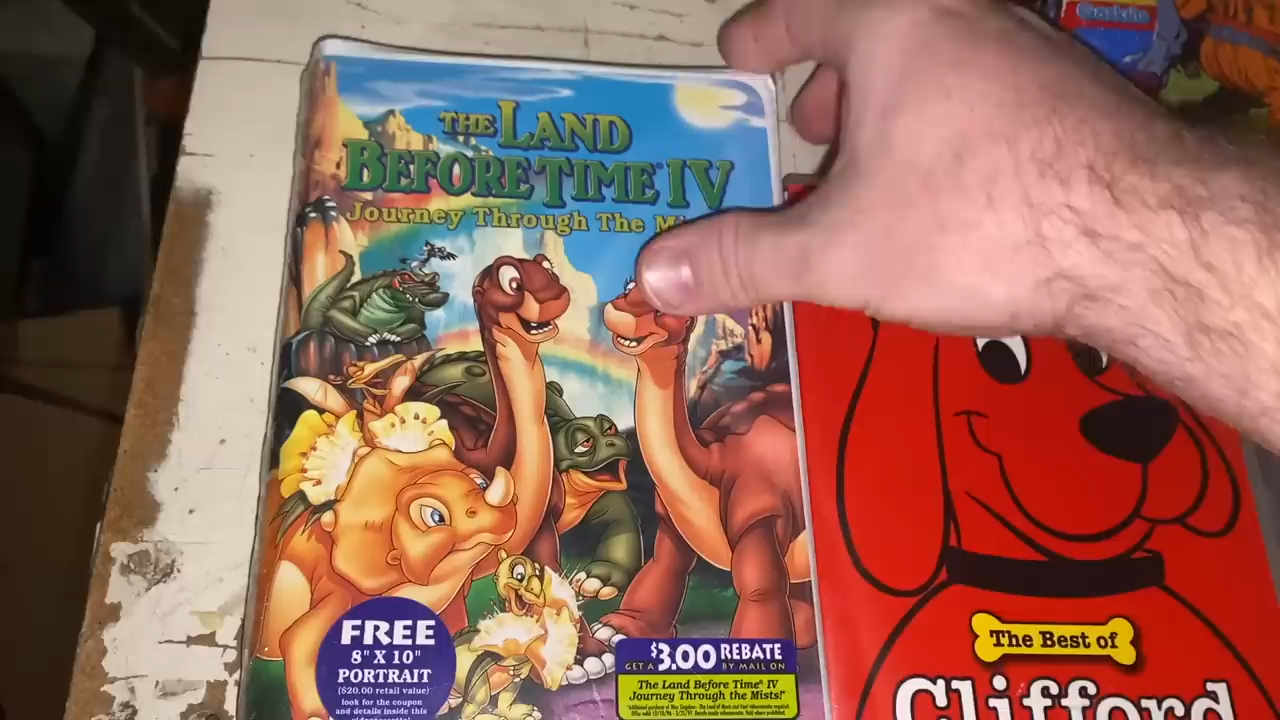 THE LAND
BEFORE TIME IV
Journey Through The
FREE
8" X 10"
PORTRAIT
($20.00 retail value)
look for the coupon
and details inside this
$3.00 REBATE
GET A BY MAIL ON
The Land Before Time® IV
Journey Through the Mists!*
The Best of
Clifford